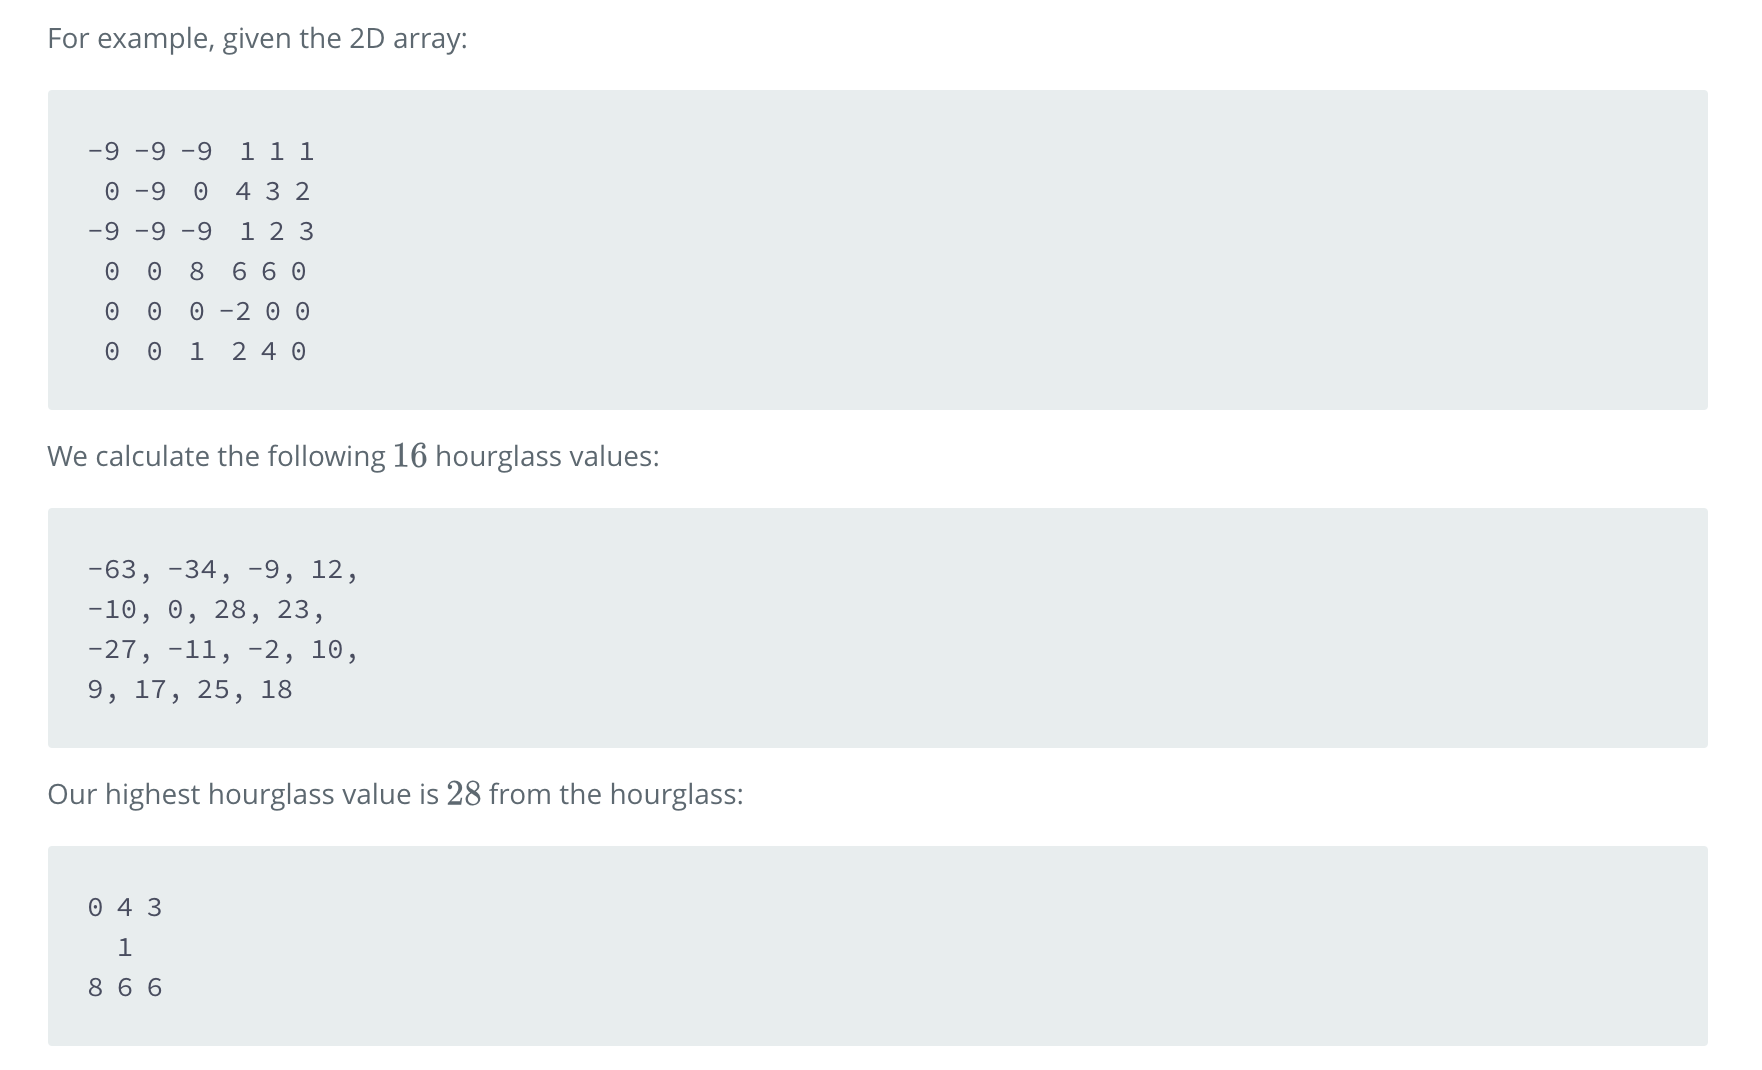 For example, given the 2D array:
-9 -9 -9  1 1 1
 0 -9  0  4 3 2
-9 -9 -9  1 2 3
 0  0  8  6 6 0
 0  0  0 -2 0 0
 0  0  1  2 4 0
We calculate the following 16 hourglass values:
-63, -34, -9, 12,
-10, 0, 28, 23,
-27, -11, -2, 10,
9, 17, 25, 18
Our highest hourglass value is 28 from the hourglass:
0 4 3
  1
8 6 6